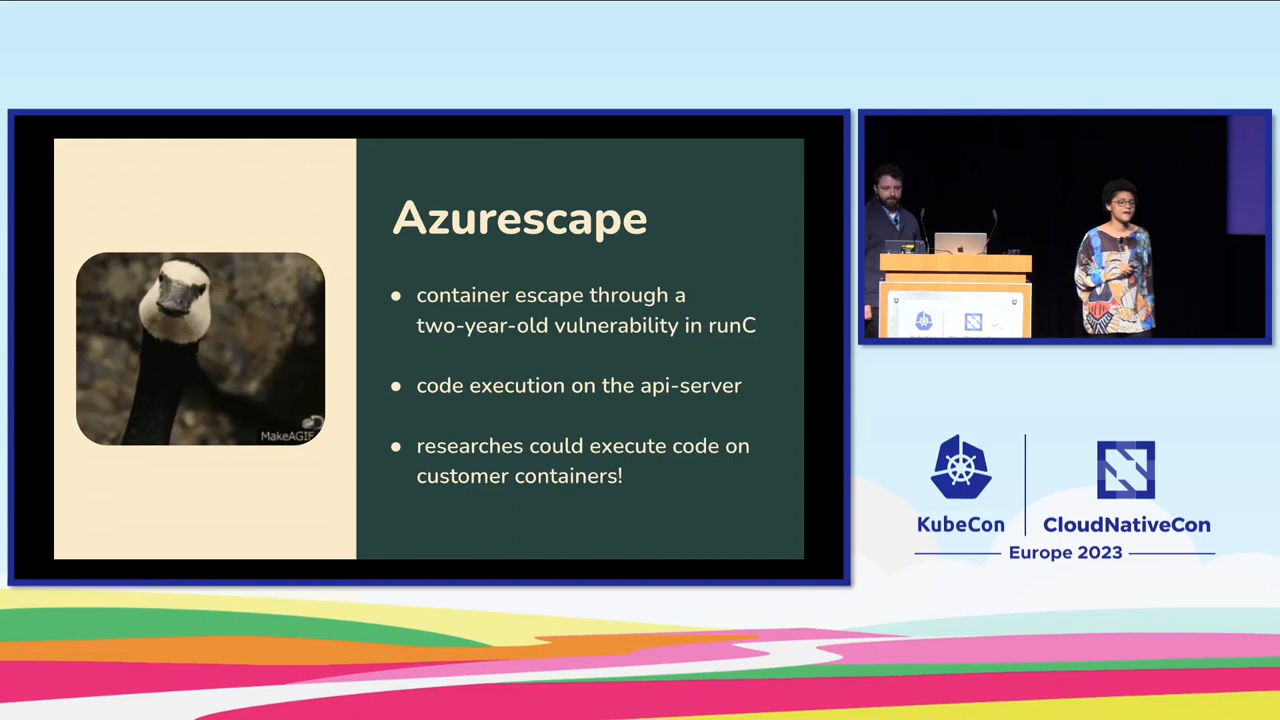 Azurescape
● container escape through a
two-year-old vulnerability in runC
● code execution on the api-server
● researches could execute code on
customer containers!
MakeAGIF
KubeCon
CloudNativeCon
Europe 2023